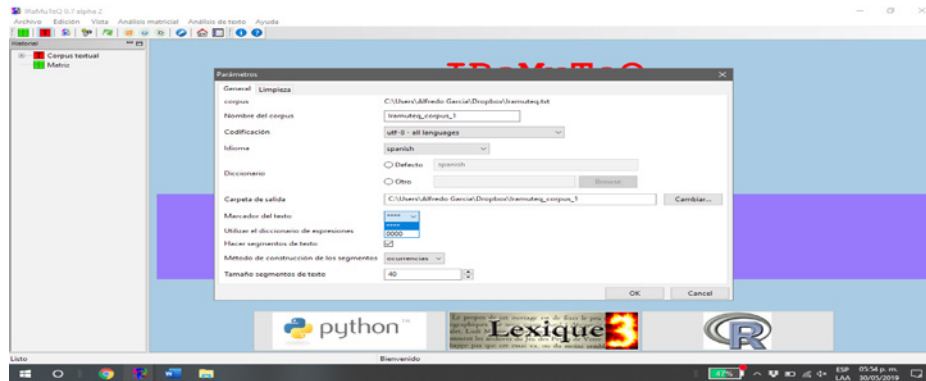 IRaMuTeQ 0.7 alpha 2
Archivo Edición Vista Análisis matricial Análisis de texto Ayuda
Historial
Corpus textual
Matriz
IRaMuTeQ
Parámetros
General Limpieza
corpus C:\Users\Alfredo Garcia\Dropbox\Iramuteq.txt
Nombre del corpus Iramuteq_corpus_1
Codificación utf-8 - all languages
Idioma spanish
Diccionario
Defecto spanish
Otro Browse
Carpeta de salida C:\Users\Alfredo Garcia\Dropbox\Iramuteq_corpus_1 Cambiar...
Marcador del texto ****
****
Utilizar el diccionario de expresiones
0000
Hacer segmentos de texto
Método de construcción de los segmentos ocurrencias
Tamaño segmentos de texto 40
OK Cancel
python™ Lexique 3 R
Listo Bienvenido
47% ESP 05:54 p. m.
LAA 30/05/2019